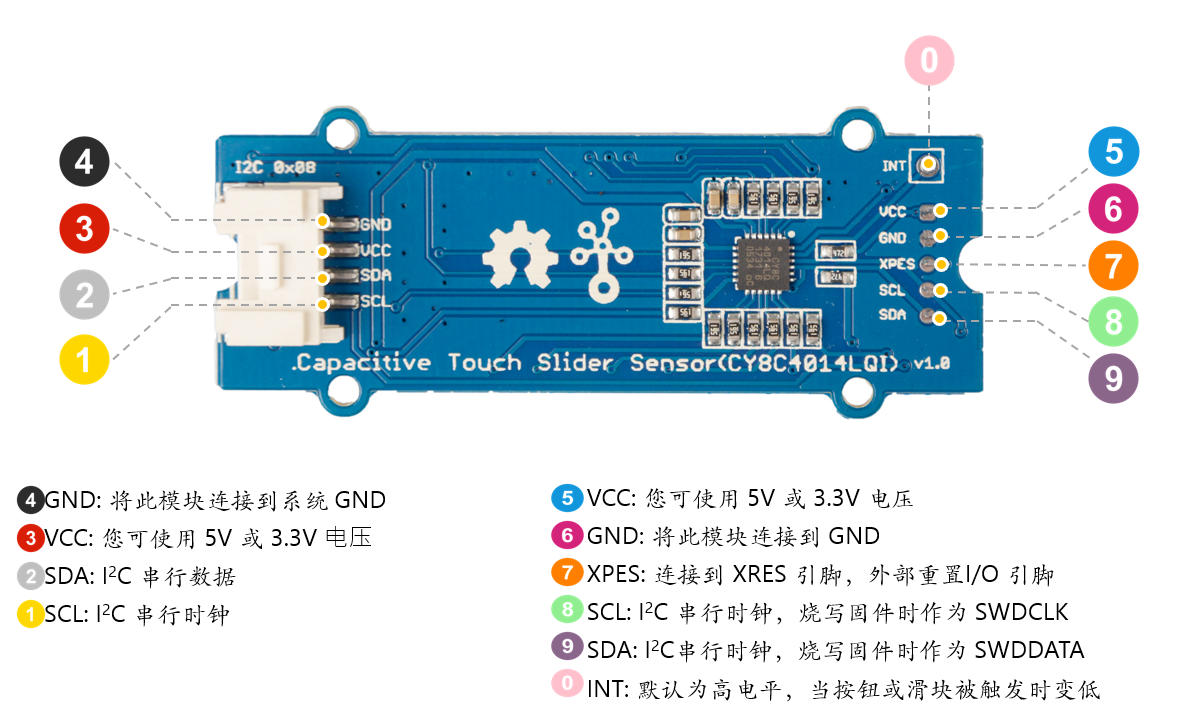 0
4
3
2
1
5
6
7
8
9
I2C 0x08
GND
VCC
SDA
SCL
INT
VCC
GND
XPES
SCL
SDA
.Capacitive Touch Slider Sensor(CY8C4014LQI) v1.0
4 GND: 将此模块连接到系统 GND
3 VCC: 您可使用 5V 或 3.3V 电压
2 SDA: I²C 串行数据
1 SCL: I²C 串行时钟
5 VCC: 您可使用 5V 或 3.3V 电压
6 GND: 将此模块连接到 GND
7 XPES: 连接到 XRES 引脚，外部重置I/O 引脚
8 SCL: I²C 串行时钟，烧写固件时作为 SWDCLK
9 SDA: I²C串行时钟，烧写固件时作为 SWDDATA
0 INT: 默认为高电平，当按钮或滑块被触发时变低